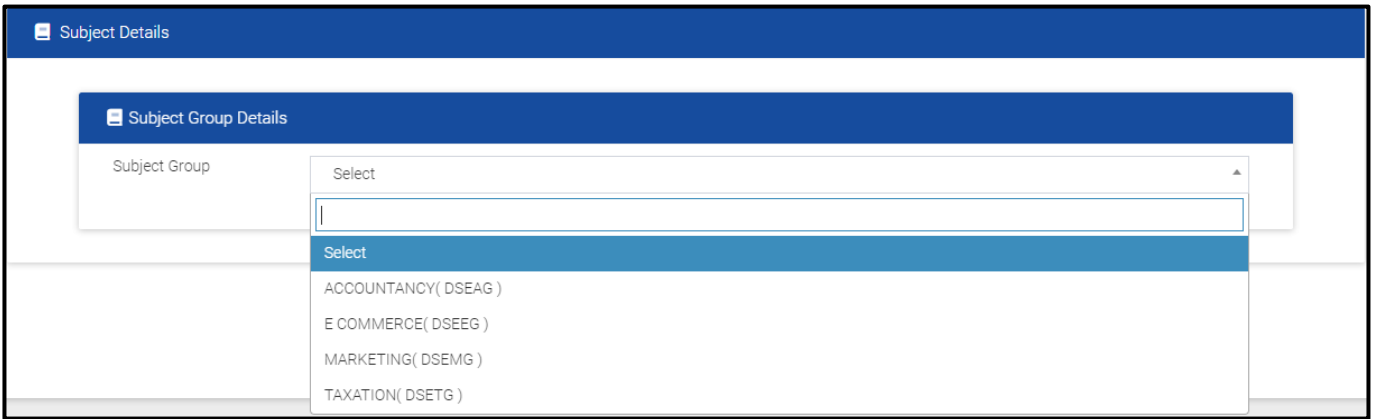 Subject Details
Subject Group Details
Subject Group
Select
Select
ACCOUNTANCY( DSEAG )
E COMMERCE( DSEEG )
MARKETING( DSEMG )
TAXATION( DSETG )